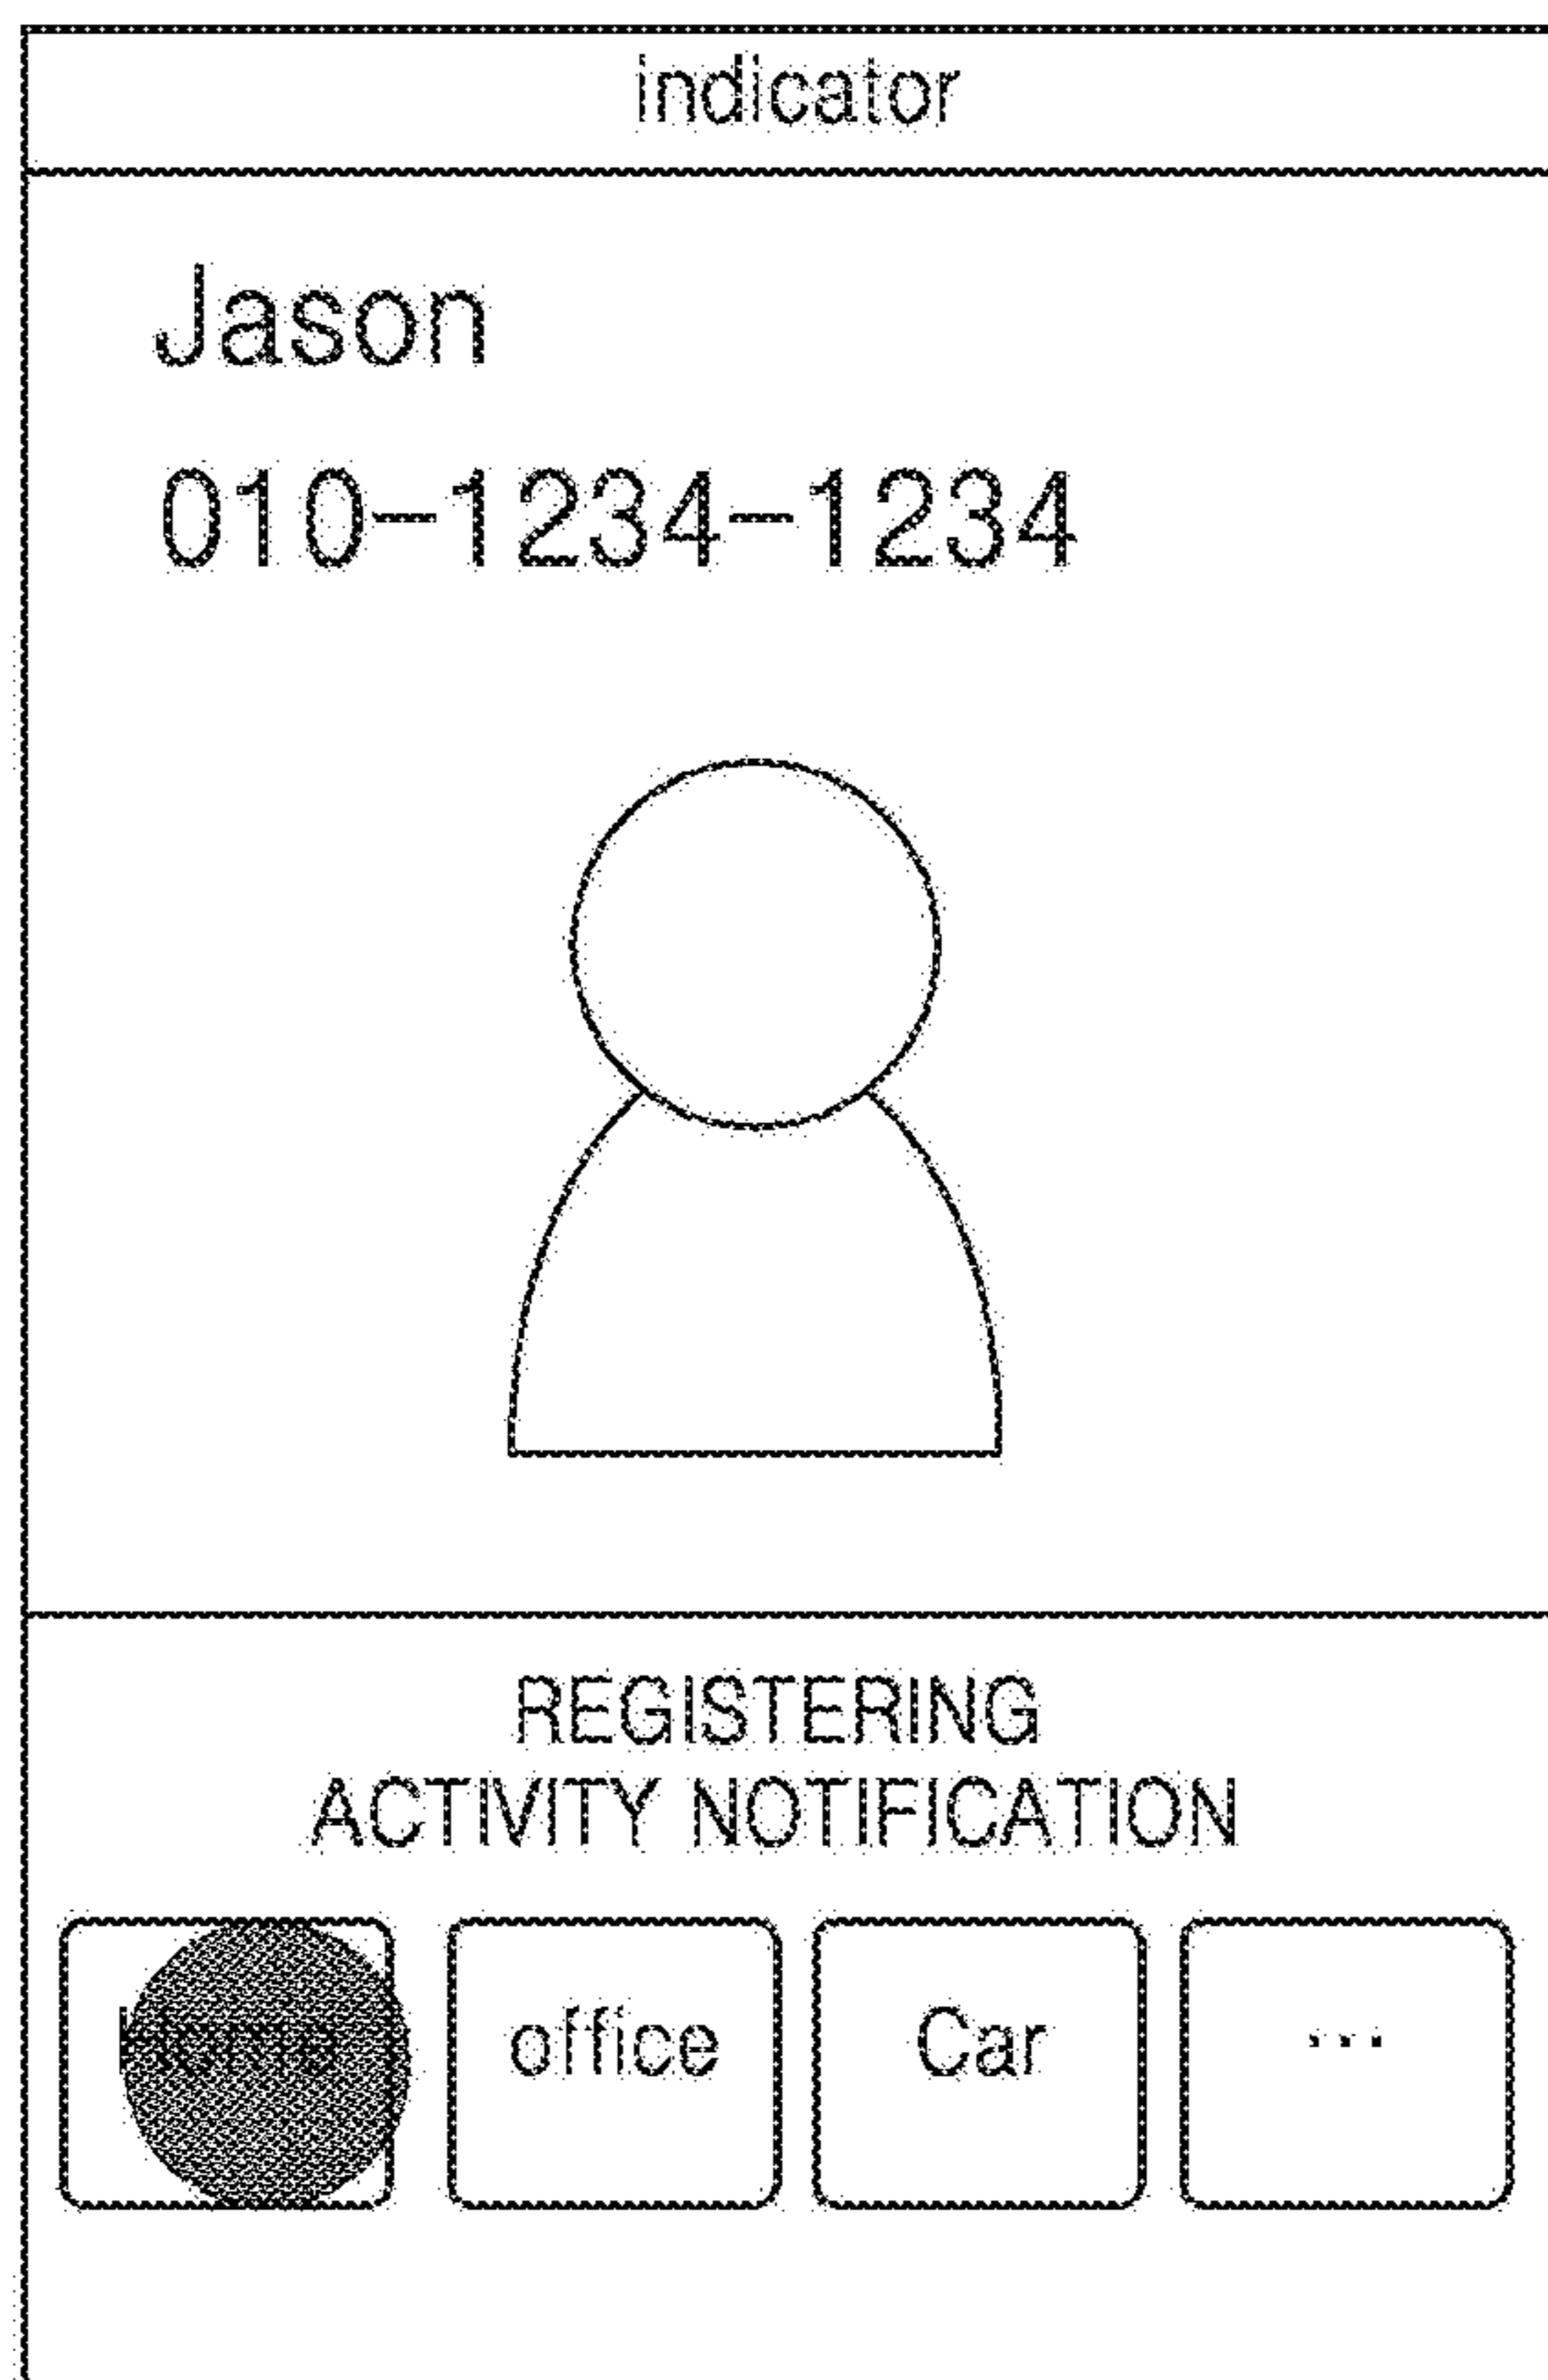 indicator
Jason
010-1234-1234
REGISTERING
ACTIVITY NOTIFICATION
office
Car
...